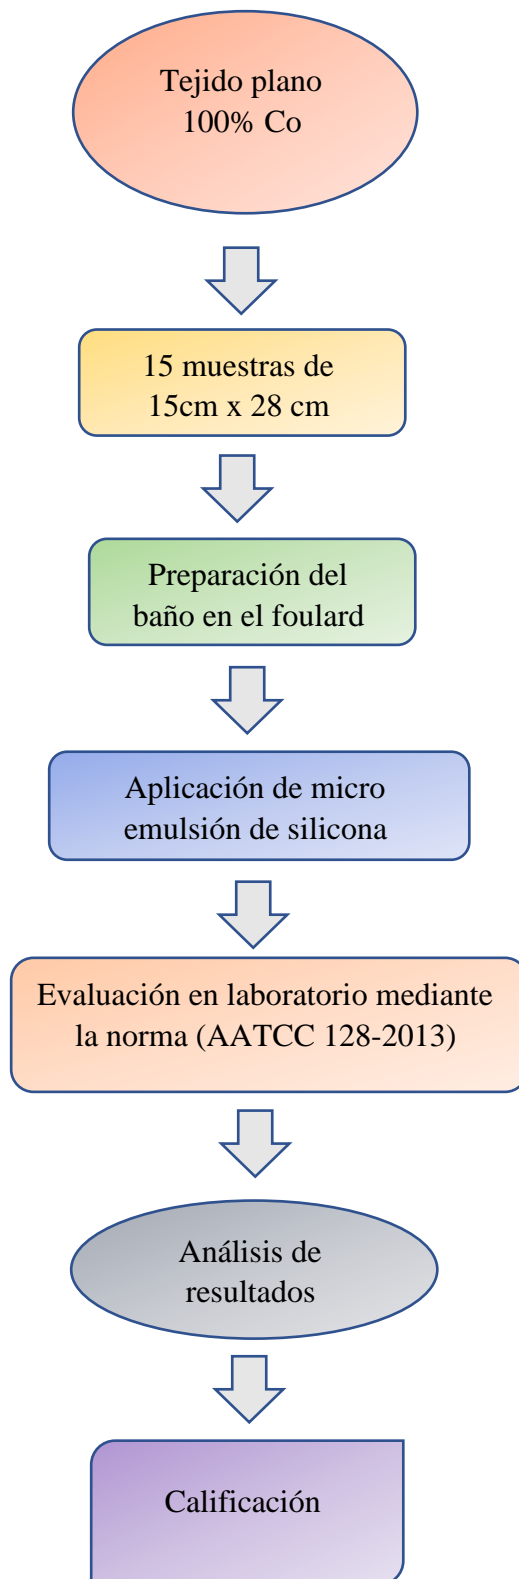 Tejido plano
100% Co
15 muestras de
15cm x 28 cm
Preparación del
baño en el foulard
Aplicación de micro
emulsión de silicona
Evaluación en laboratorio mediante
la norma (AATCC 128-2013)
Análisis de
resultados
Calificación